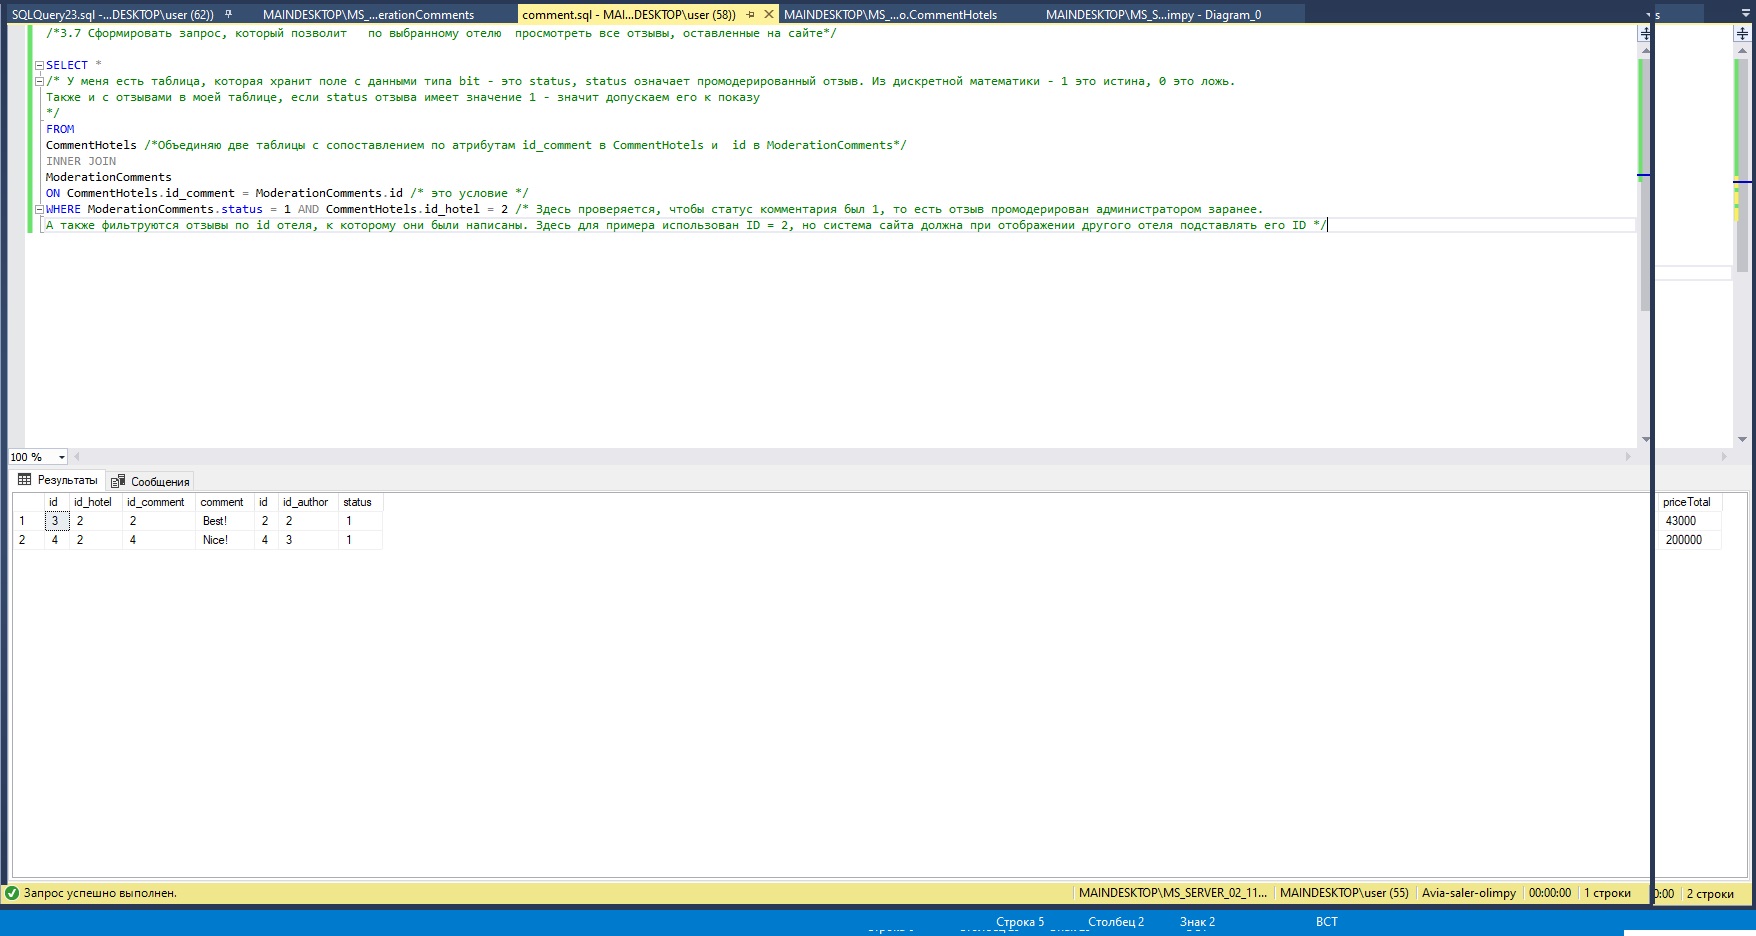 SQLQuery23.sql -...DESKTOP\user (62))
MAINDESKTOP\MS_...erationComments
comment.sql - MAI...DESKTOP\user (58))
MAINDESKTOP\MS_...o.CommentHotels
MAINDESKTOP\MS_S...impy - Diagram_0
s
/*3.7 Сформировать запрос, который позволит   по выбранному отелю  просмотреть все отзывы, оставленные на сайте*/
SELECT *
/* У меня есть таблица, которая хранит поле с данными типа bit - это status, status означает промодерированный отзыв. Из дискретной математики - 1 это истина, 0 это ложь.
Также и с отзывами в моей таблице, если status отзыва имеет значение 1 - значит допускаем его к показу
*/
FROM
CommentHotels /*Объединяю две таблицы с сопоставлением по атрибутам id_comment в CommentHotels и  id в ModerationComments*/
INNER JOIN
ModerationComments
ON CommentHotels.id_comment = ModerationComments.id /* это условие */
WHERE ModerationComments.status = 1 AND CommentHotels.id_hotel = 2 /* Здесь проверяется, чтобы статус комментария был 1, то есть отзыв промодерирован администратором заранее.
А также фильтруются отзывы по id отеля, к которому они были написаны. Здесь для примера использован ID = 2, но система сайта должна при отображении другого отеля подставлять его ID */
100 %
Результаты
Сообщения
id id_hotel id_comment comment id id_author status
1 3 2 2 Best! 2 2 1
2 4 2 4 Nice! 4 3 1
priceTotal
43000
200000
Запрос успешно выполнен.
MAINDESKTOP\MS_SERVER_02_11...
MAINDESKTOP\user (55)
Avia-saler-olimpy
00:00:00
1 строки
0:00
2 строки
Строка 5
Столбец 2
Знак 2
ВСТ